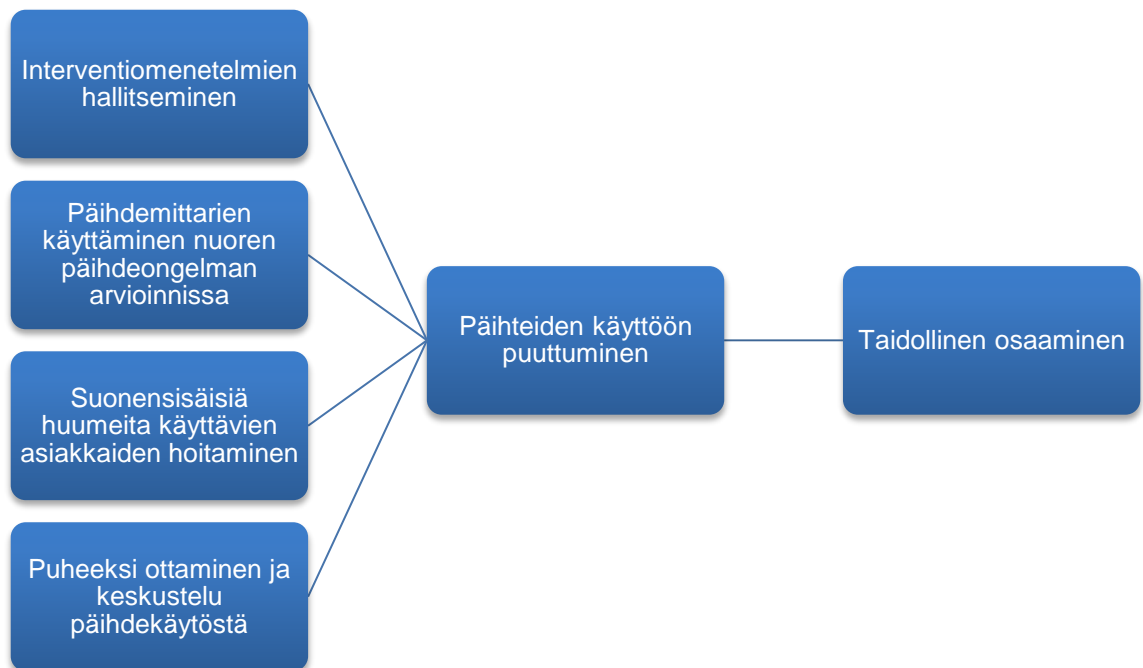 Interventiomenetelmien
hallitseminen
Päihdemittarien
käyttäminen nuoren
päihdeongelman
arvioinnissa
Suonensisäisiä
huumeita käyttävien
asiakkaiden hoitaminen
Puheeksi ottaminen ja
keskustelu
päihdekäytöstä
Päihteiden käyttöön
puuttuminen
Taidollinen osaaminen